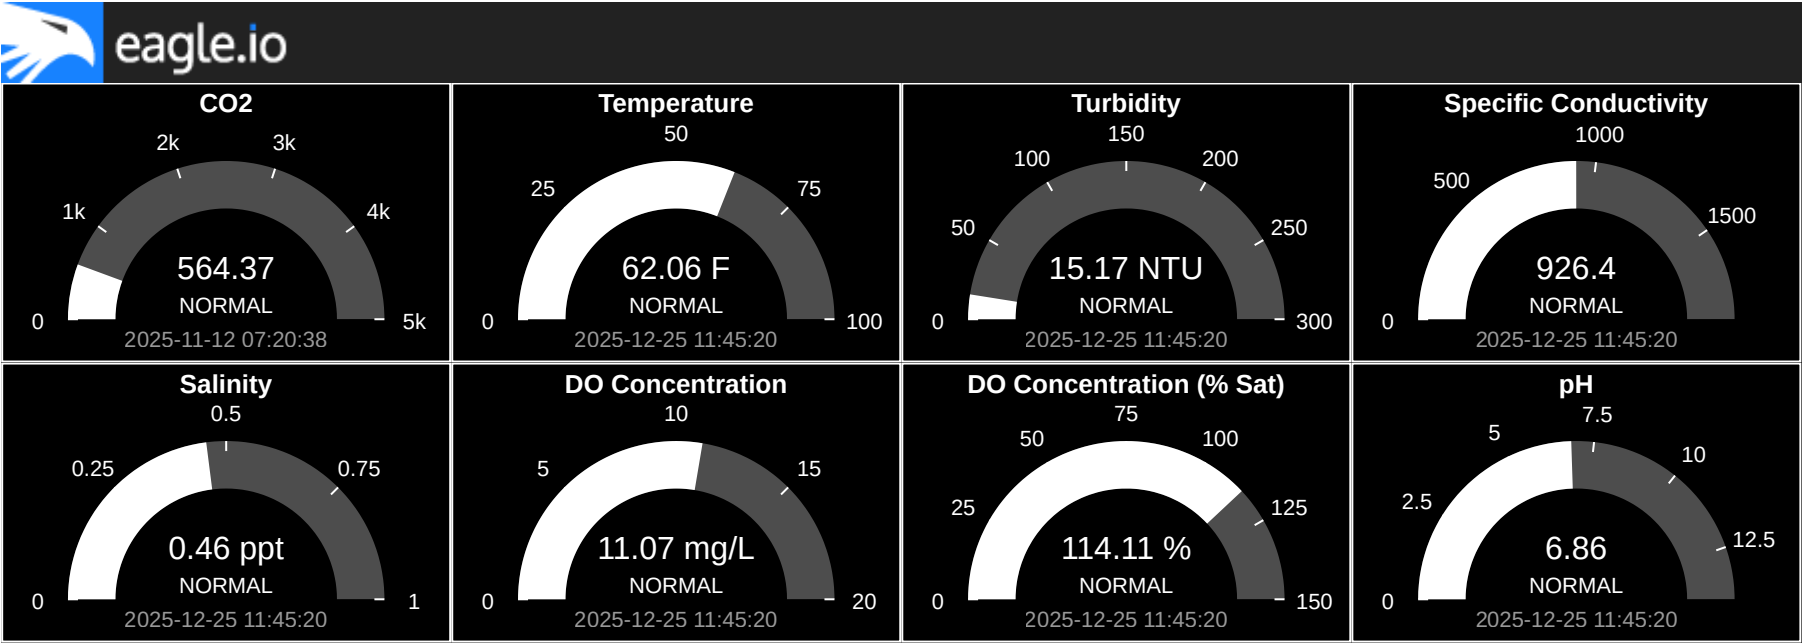 eagle.io
CO2
0
1k
2k
3k
4k
5k
564.37
NORMAL
2025-11-12 07:20:38
Temperature
0
25
50
75
100
62.06 F
NORMAL
2025-12-25 11:45:20
Turbidity
0
50
100
150
200
250
300
15.17 NTU
NORMAL
2025-12-25 11:45:20
Specific Conductivity
0
500
1000
1500
926.4
NORMAL
2025-12-25 11:45:20
Salinity
0
0.25
0.5
0.75
1
0.46 ppt
NORMAL
2025-12-25 11:45:20
DO Concentration
0
5
10
15
20
11.07 mg/L
NORMAL
2025-12-25 11:45:20
DO Concentration (% Sat)
0
25
50
75
100
125
150
114.11 %
NORMAL
2025-12-25 11:45:20
pH
0
2.5
5
7.5
10
12.5
6.86
NORMAL
2025-12-25 11:45:20